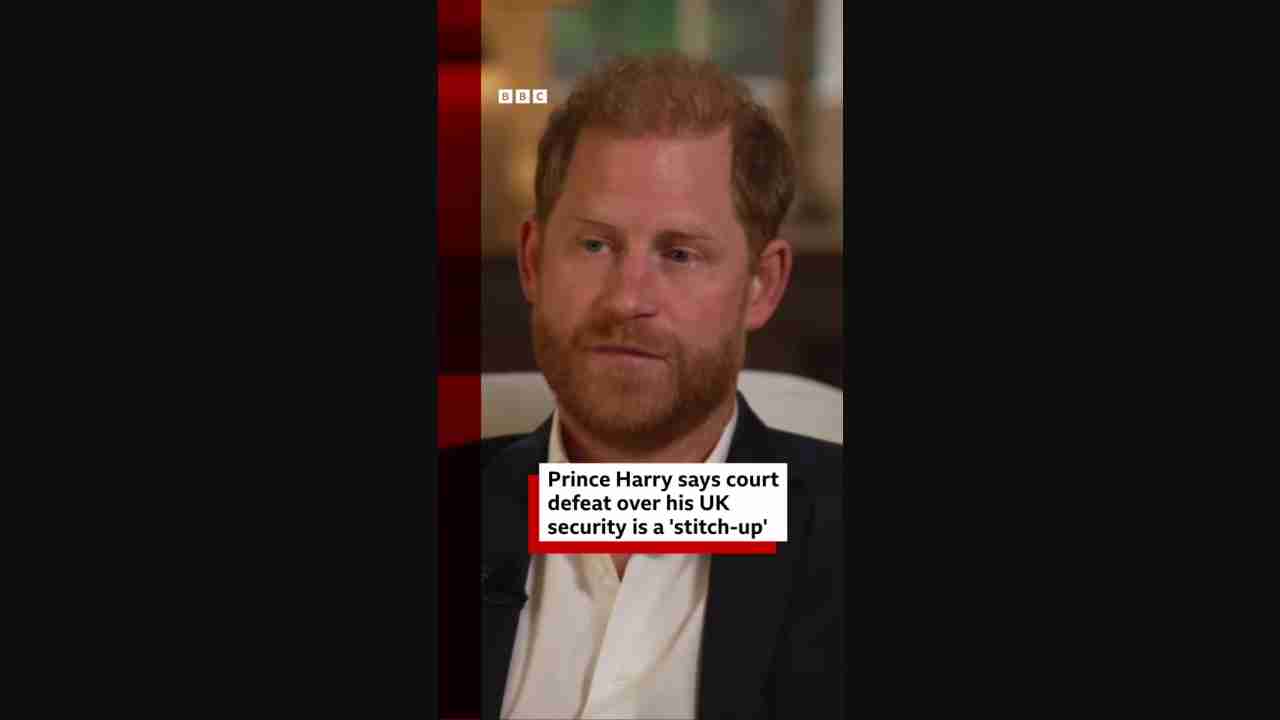 BBC
Prince Harry says court
defeat over his UK
security is a 'stitch-up'